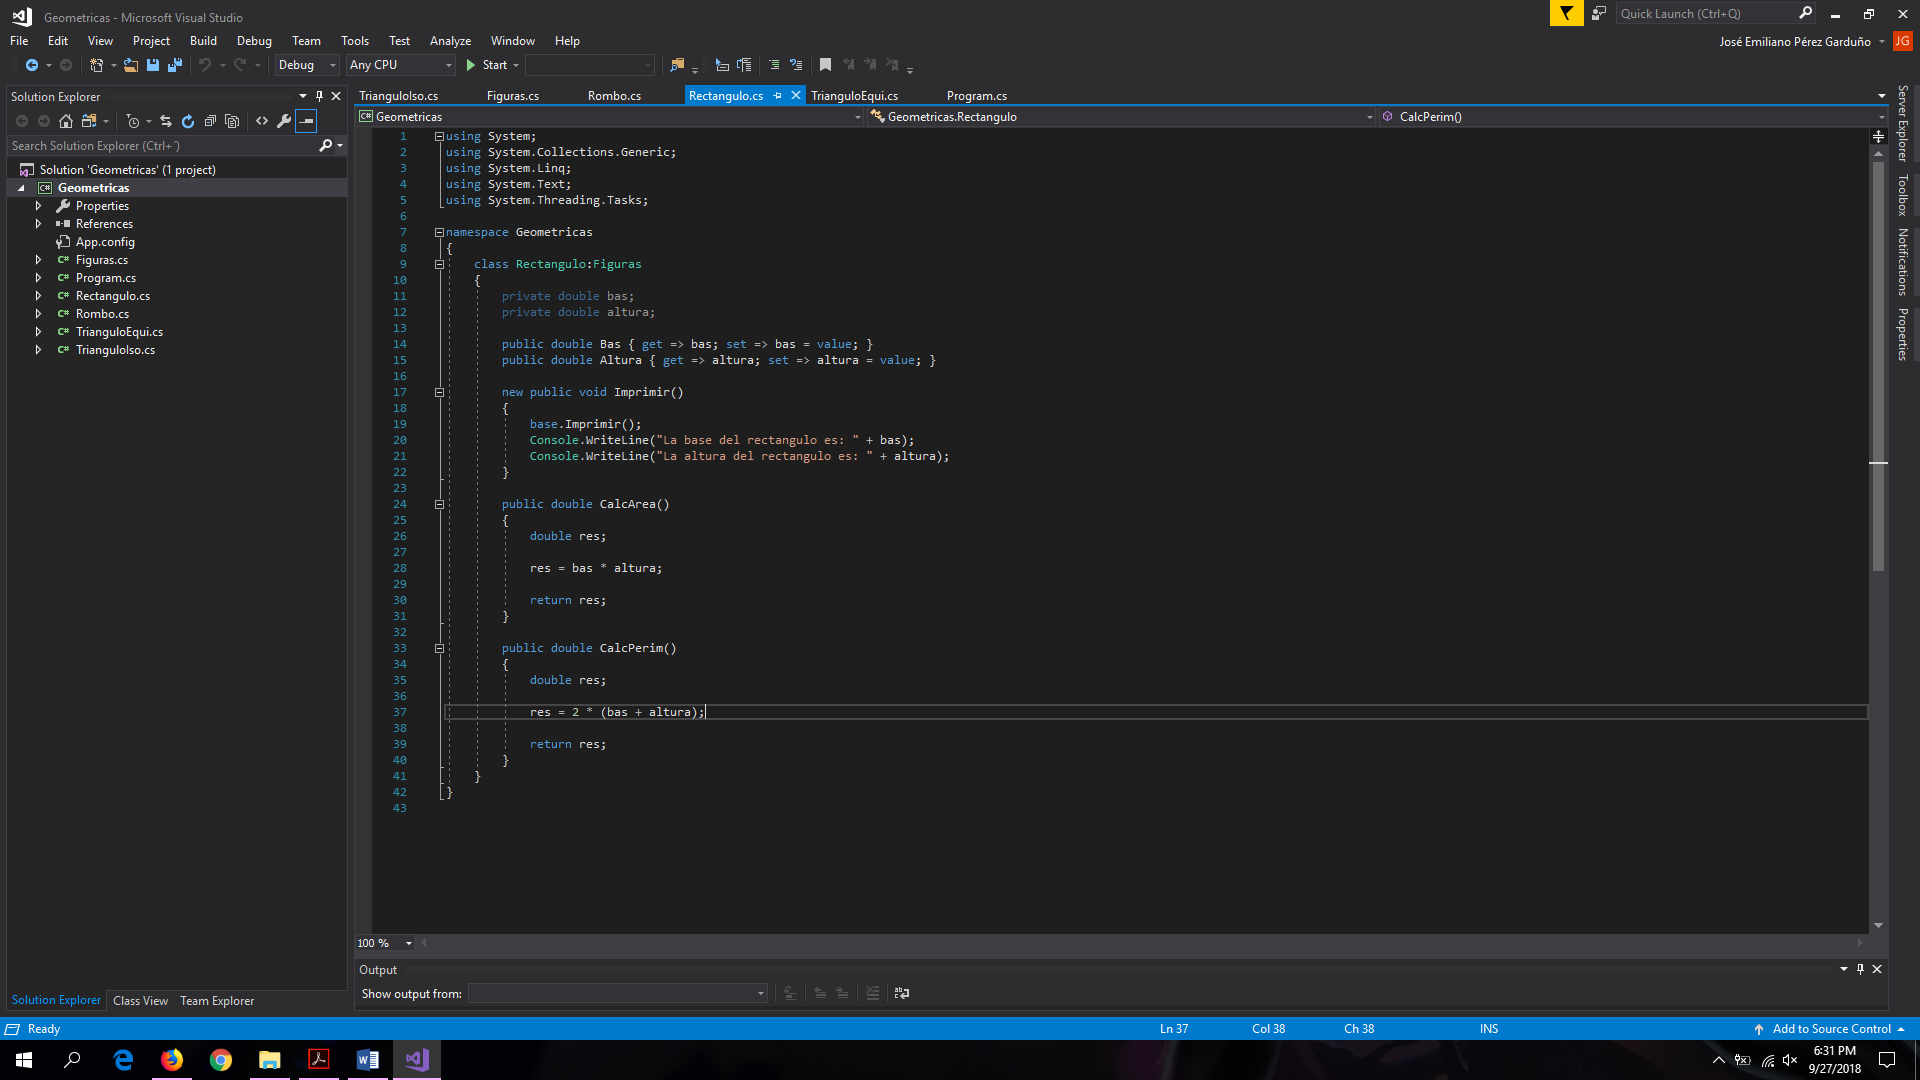 Geometricas - Microsoft Visual Studio
Quick Launch (Ctrl+Q)
File Edit View Project Build Debug Team Tools Test Analyze Window Help
José Emiliano Pérez Garduño JG
Debug Any CPU Start
Solution Explorer
Search Solution Explorer (Ctrl+´)
Solution 'Geometricas' (1 project)
C# Geometricas
Properties
References
App.config
C# Figuras.cs
C# Program.cs
C# Rectangulo.cs
C# Rombo.cs
C# TrianguloEqui.cs
C# TrianguloIso.cs
Solution Explorer Class View Team Explorer
TrianguloIso.cs Figuras.cs Rombo.cs Rectangulo.cs TrianguloEqui.cs Program.cs
C# Geometricas Geometricas.Rectangulo CalcPerim()
1 using System;
2 using System.Collections.Generic;
3 using System.Linq;
4 using System.Text;
5 using System.Threading.Tasks;
6
7 namespace Geometricas
8 {
9 class Rectangulo:Figuras
10 {
11 private double bas;
12 private double altura;
13
14 public double Bas { get => bas; set => bas = value; }
15 public double Altura { get => altura; set => altura = value; }
16
17 new public void Imprimir()
18 {
19 base.Imprimir();
20 Console.WriteLine("La base del rectangulo es: " + bas);
21 Console.WriteLine("La altura del rectangulo es: " + altura);
22 }
23
24 public double CalcArea()
25 {
26 double res;
27
28 res = bas * altura;
29
30 return res;
31 }
32
33 public double CalcPerim()
34 {
35 double res;
36
37 res = 2 * (bas + altura);
38
39 return res;
40 }
41 }
42 }
43
100 %
Output
Show output from:
Server Explorer
Toolbox
Notifications
Properties
Ready Ln 37 Col 38 Ch 38 INS Add to Source Control
6:31 PM
9/27/2018